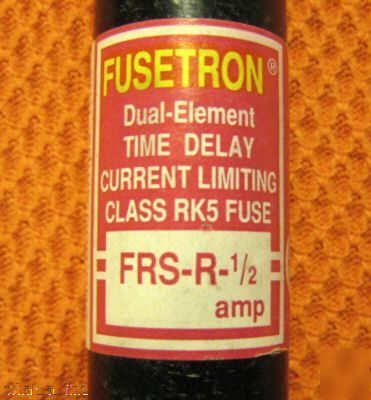 FUSETRON®
Dual-Element
TIME DELAY
CURRENT LIMITING
CLASS RK5 FUSE
FRS-R-1/2
amp